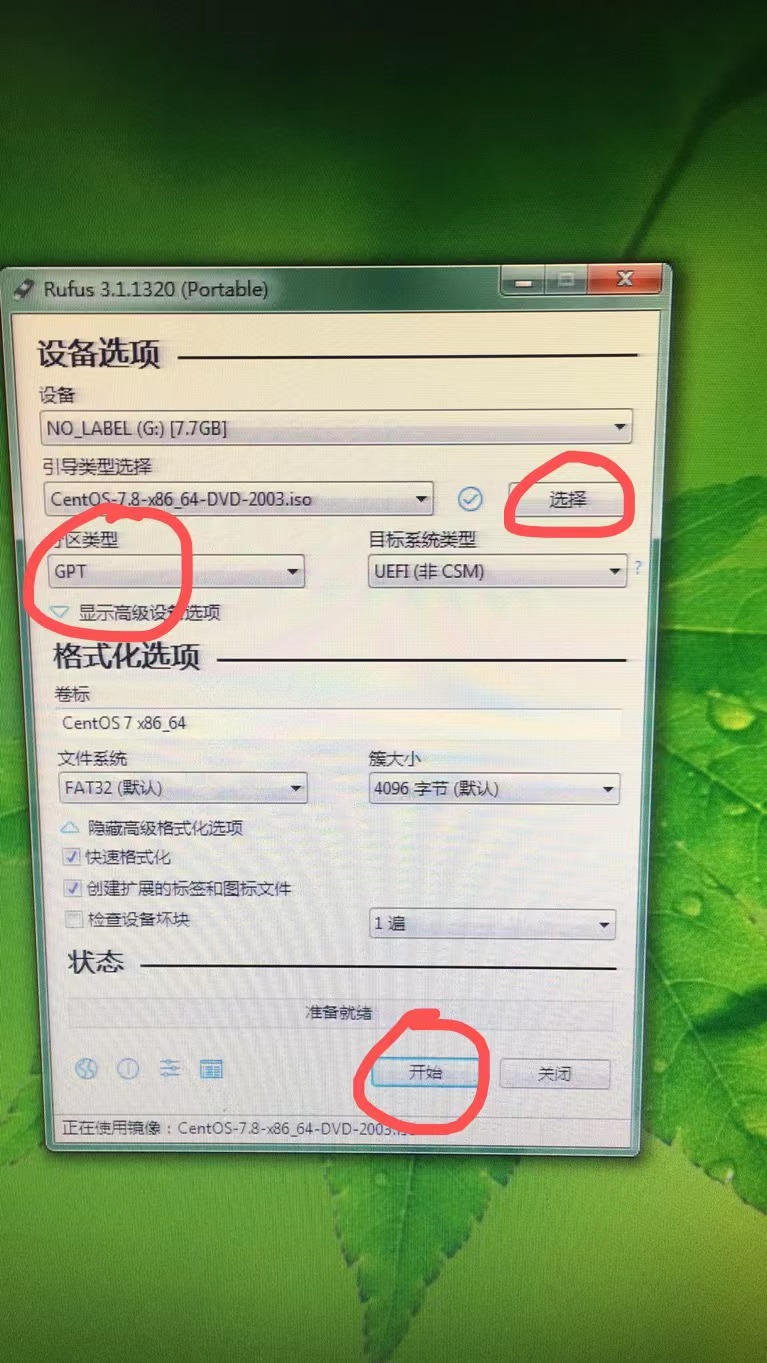 Rufus 3.1.1320 (Portable)
设备选项
设备
NO_LABEL (G:) [7.7GB]
引导类型选择
CentOS-7.8-x86_64-DVD-2003.iso
选择
区类型
目标系统类型
GPT
UEFI (非 CSM)
?
显示高级设备选项
格式化选项
卷标
CentOS 7 x86_64
文件系统
簇大小
FAT32 (默认)
4096 字节 (默认)
隐藏高级格式化选项
快速格式化
创建扩展的标签和图标文件
检查设备坏块
1 遍
状态
准备就绪
开始
关闭
正在使用镜像：CentOS-7.8-x86_64-DVD-2003.